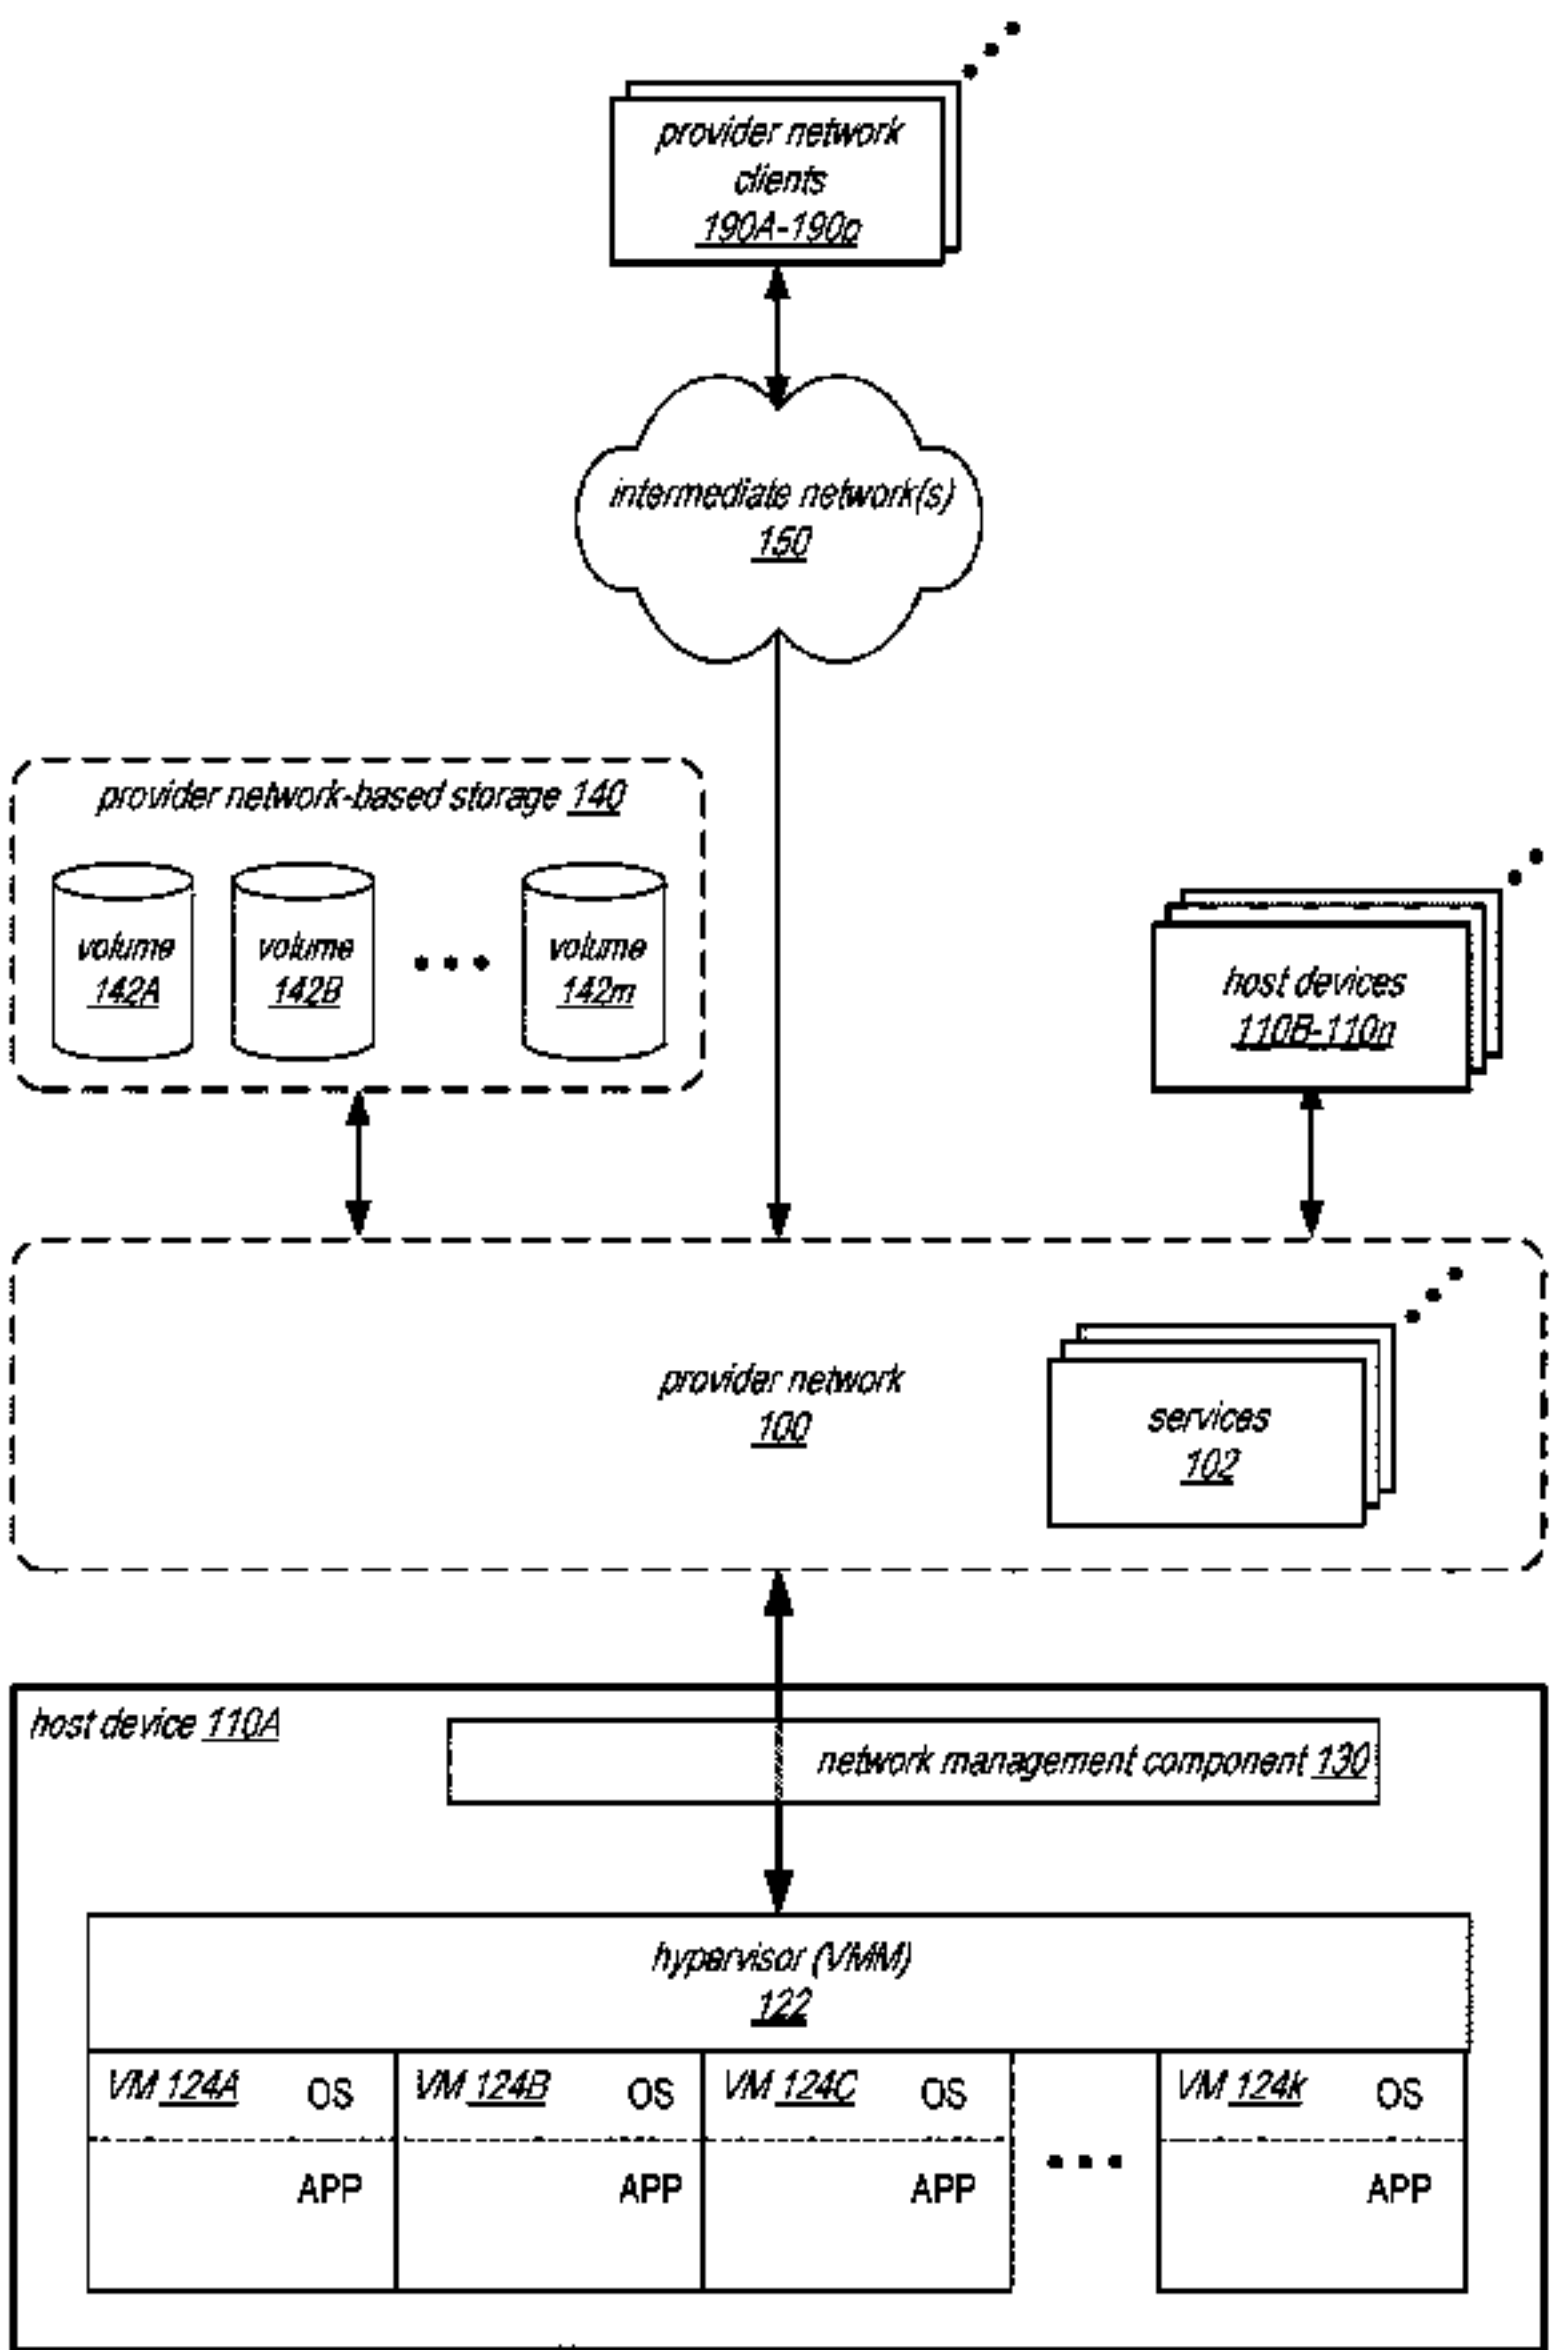 provider network
clients
190A-190p
intermediate network(s)
150
provider network-based storage 140
volume
142A
volume
142B
volume
142m
host devices
110B-110n
provider network
100
services
102
host device 110A
network management component 130
hypervisor (VMM)
122
VM 124A OS
APP
VM 124B OS
APP
VM 124C OS
APP
VM 124k OS
APP